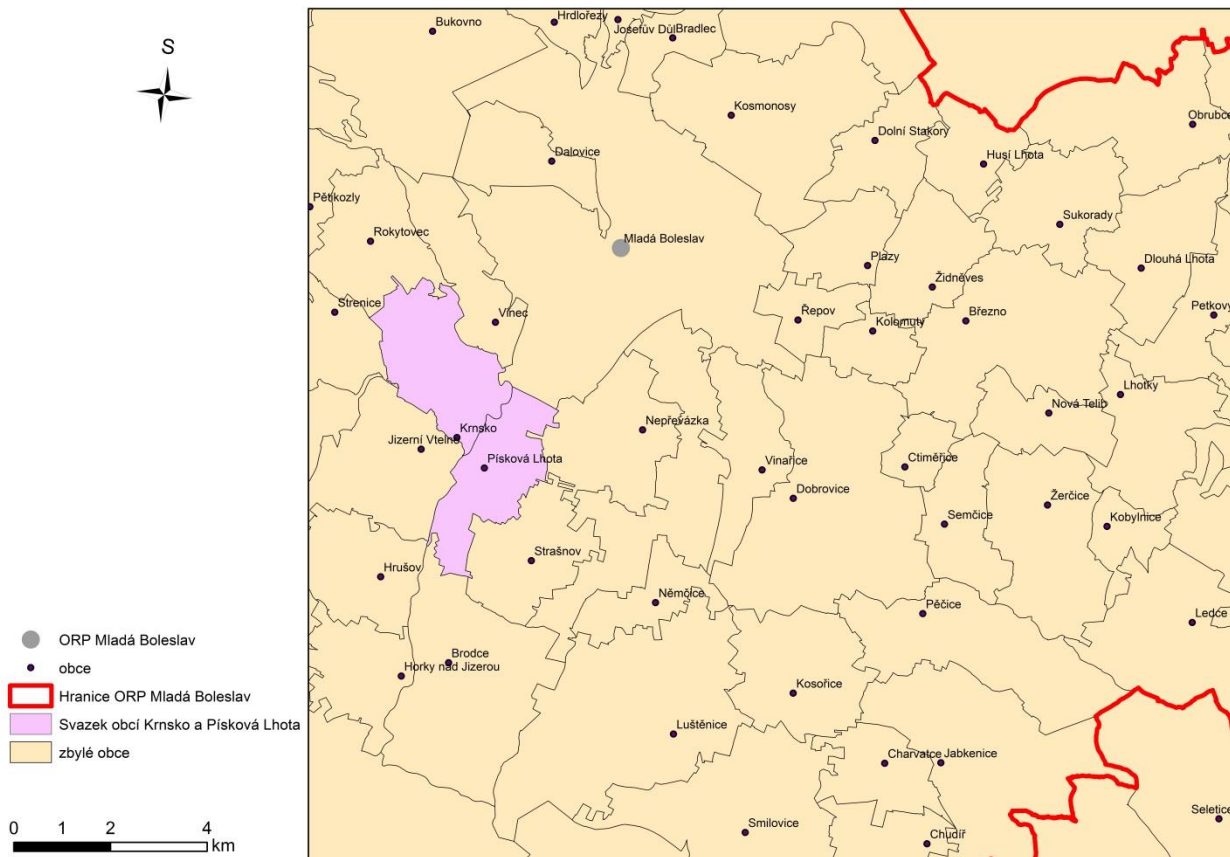 S
Bukovno
Hrdlořezy
Josefův Důl
Bradlec
Kosmonosy
Obrubce
Dolní Stakory
Husí Lhota
Dalovice
Pětikozly
Sukorady
Rokytovec
Mladá Boleslav
Plazy
Dlouhá Lhota
Židněves
Strenice
Vinec
Řepov
Kolomuty
Březno
Petkovy
Lhotky
Nová Telib
Krnsko
Nepřevázka
Jizerní Vtelno
Písková Lhota
Vinařice
Ctiměřice
Dobrovice
Žerčice
Semčice
Kobylnice
Strašnov
Hrušov
Němčice
Pěčice
Ledce
Brodce
Horky nad Jizerou
Kosořice
Luštěnice
Charvatce
Jabkenice
Seletice
Smilovice
Chudíř
ORP Mladá Boleslav
obce
Hranice ORP Mladá Boleslav
Svazek obcí Krnsko a Písková Lhota
zbylé obce
0 1 2 4
km